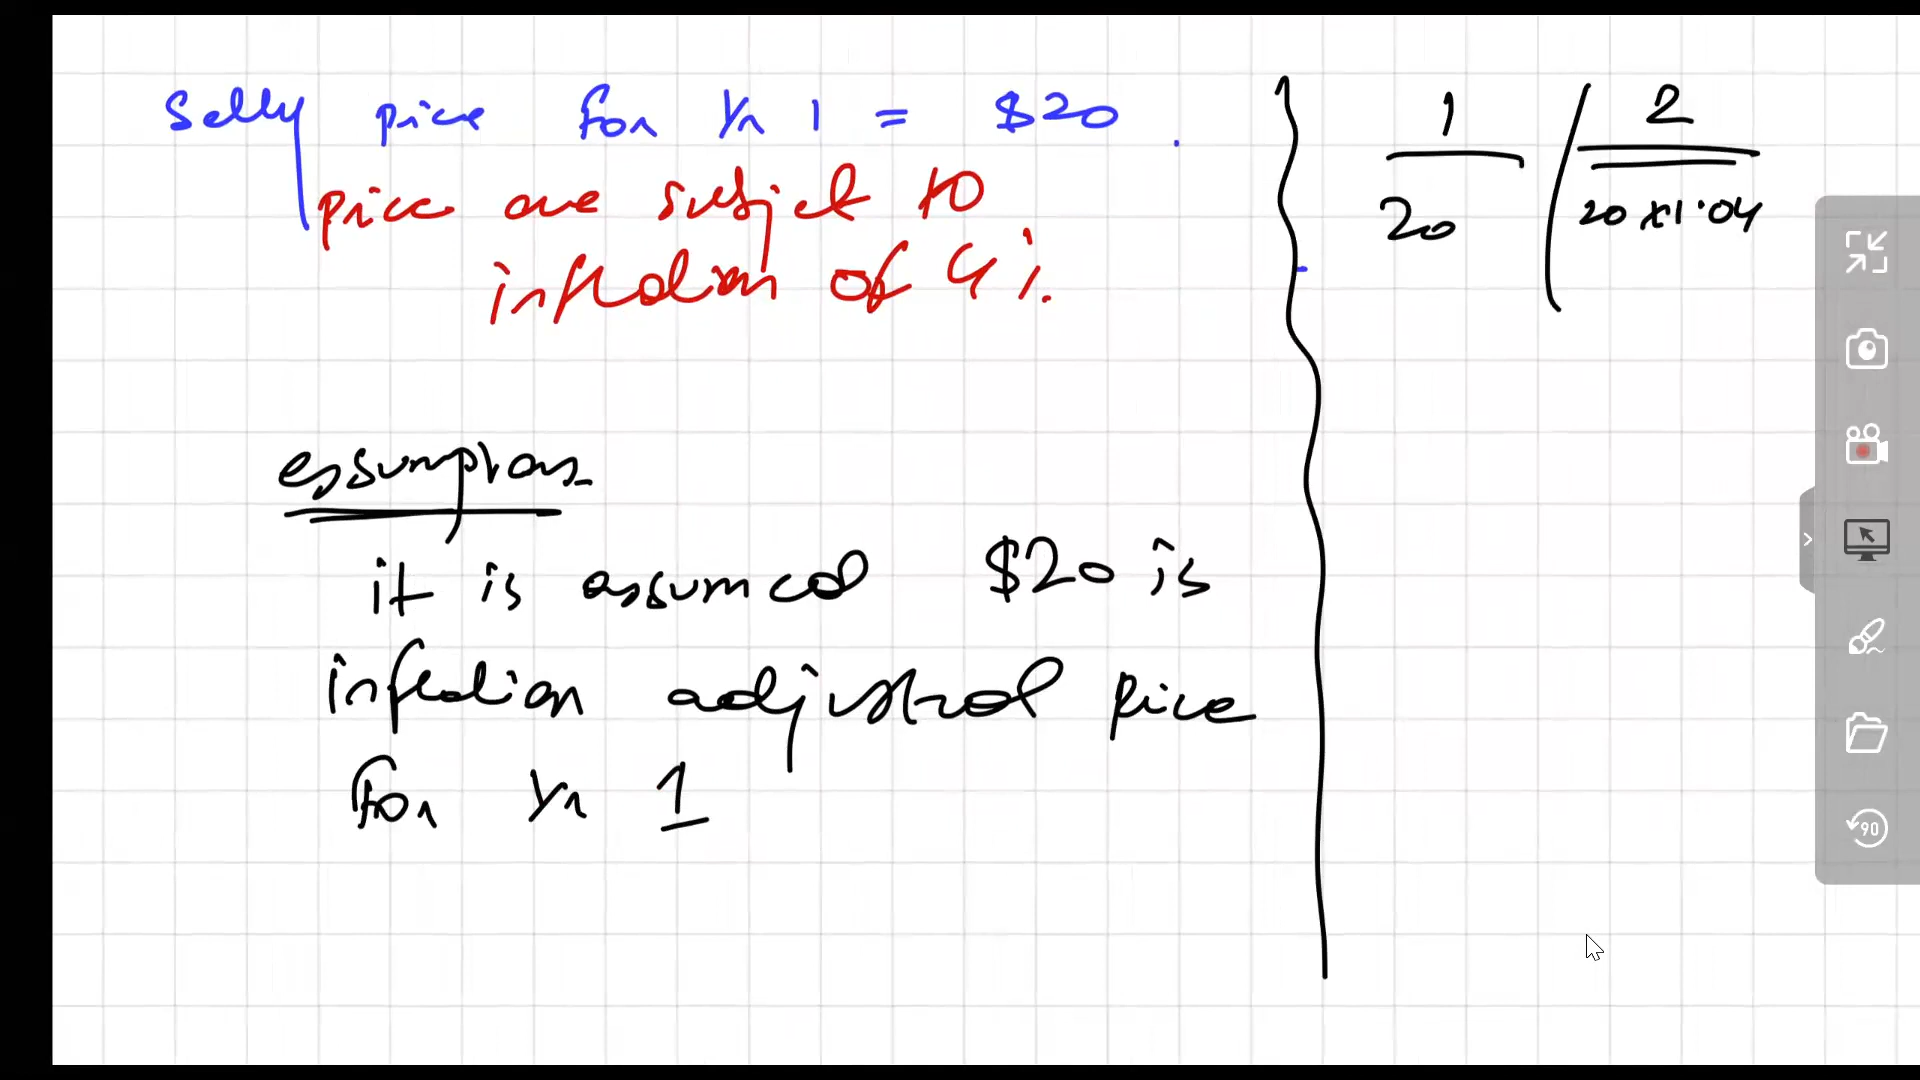 Selling price for Yr 1 = $20.
price are subject to
inflation of 4%.
assumptions
it is assumed $20 is
inflation adjusted price
for Yr 1
1 2
20 20 x 1.04
90